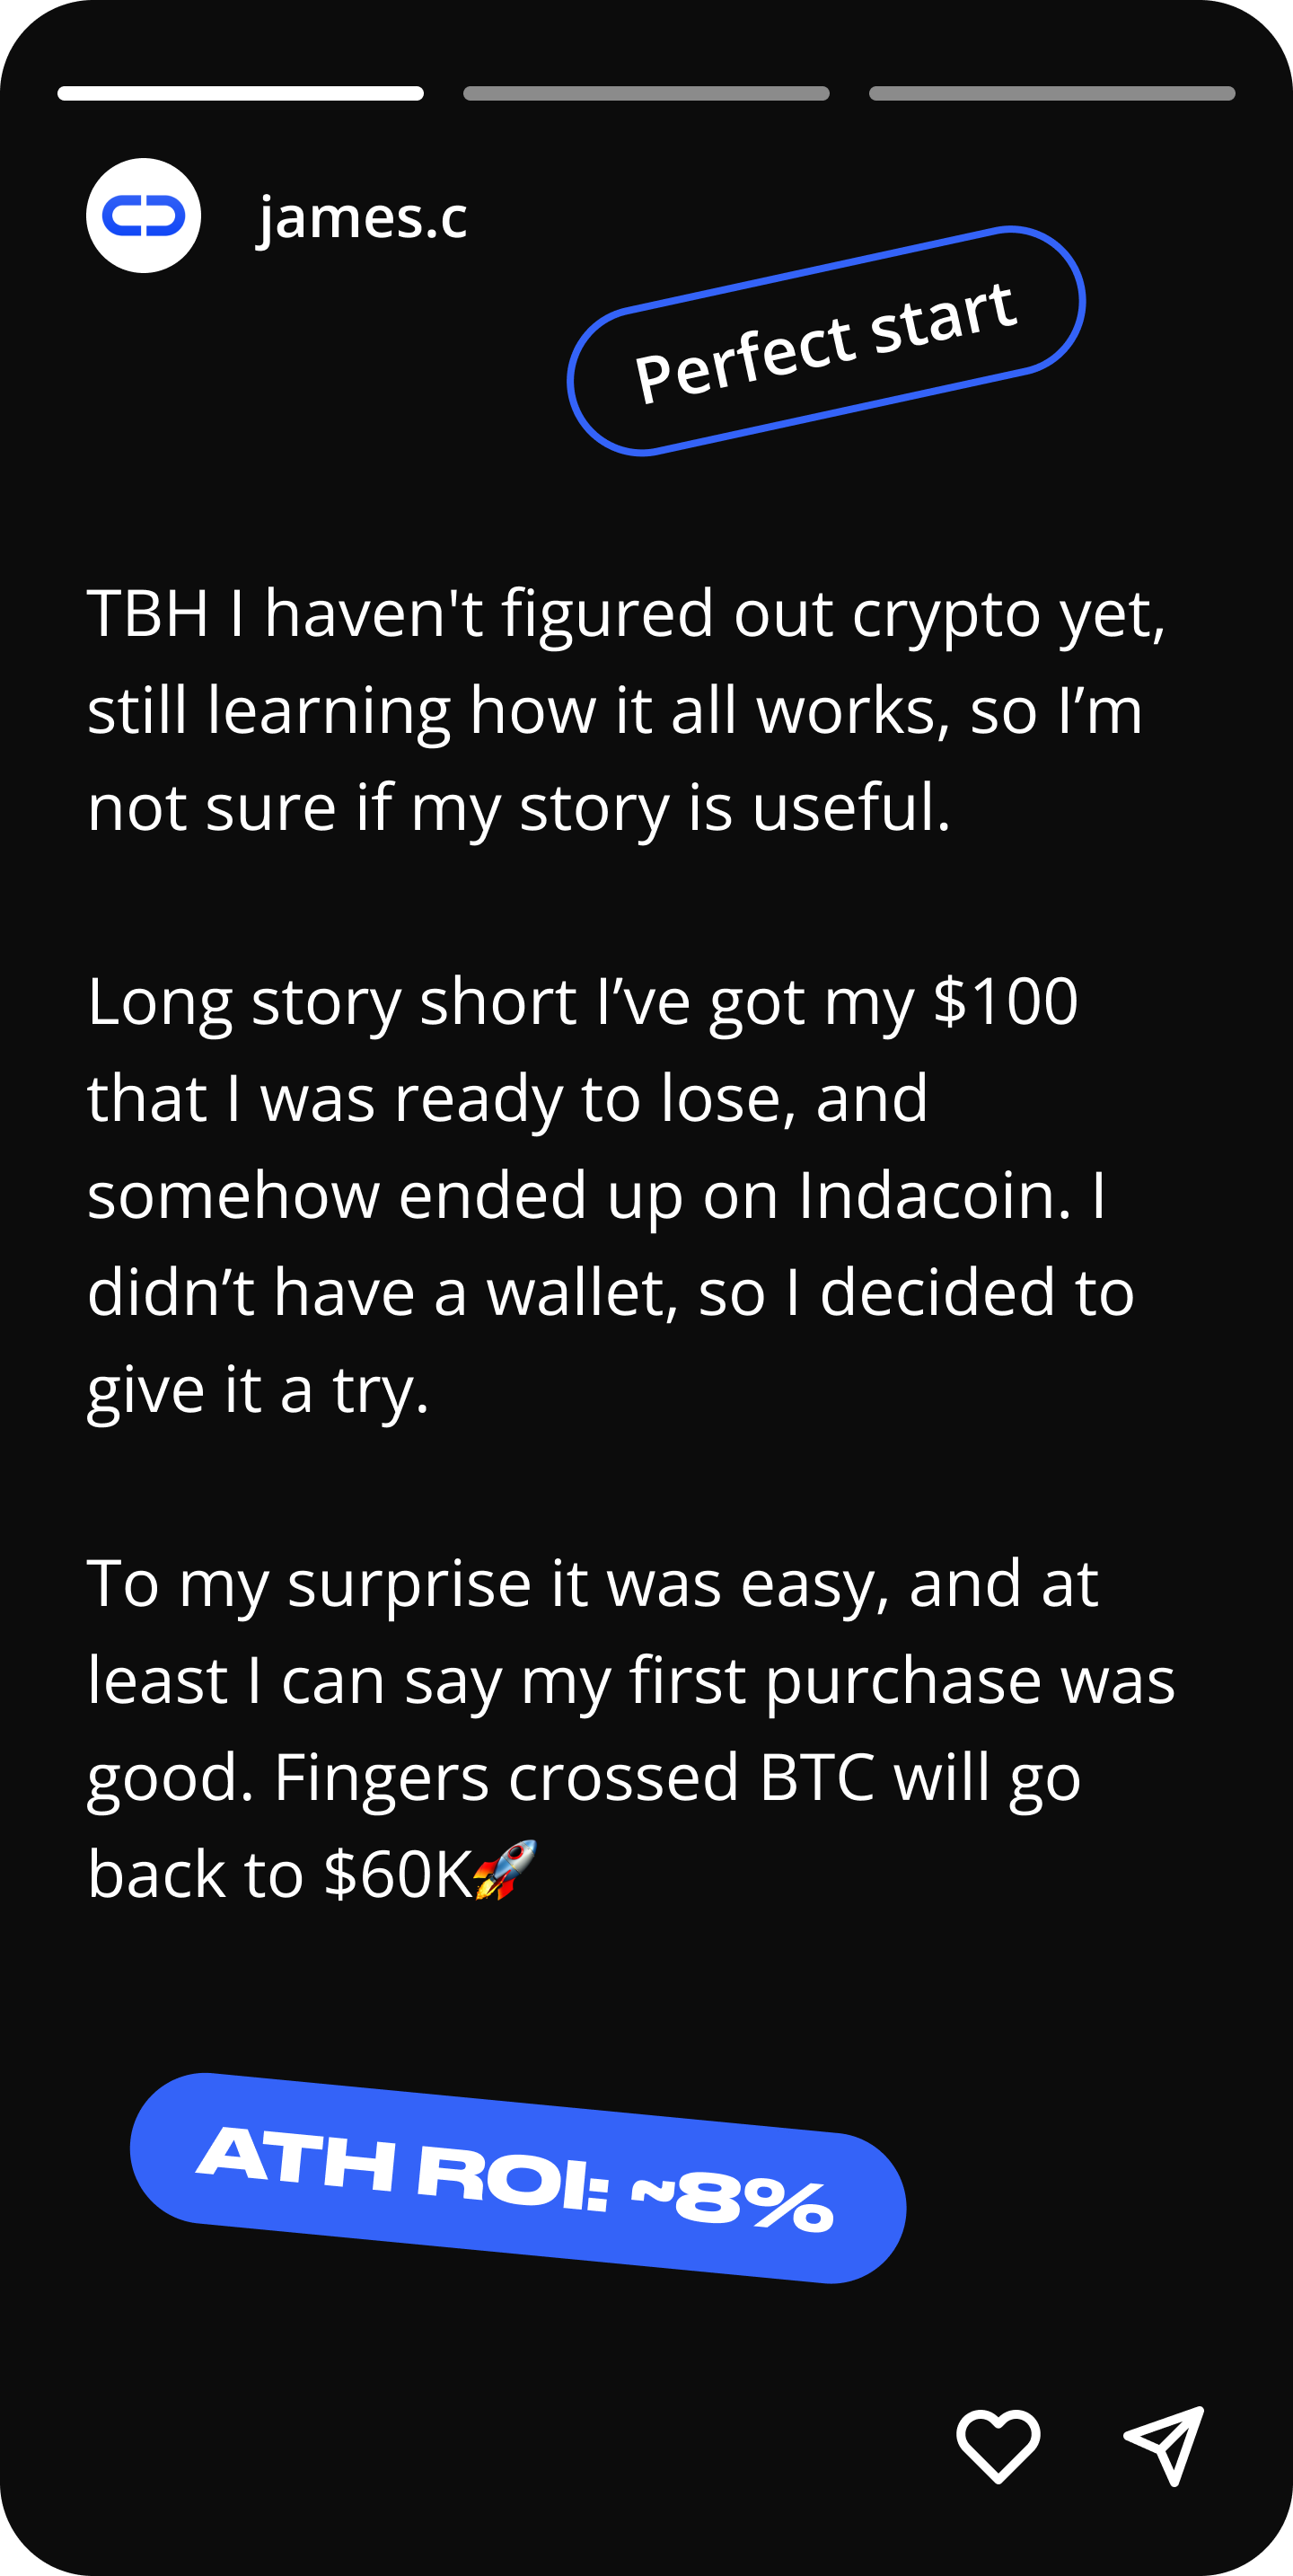 james.c
Perfect start
TBH I haven't figured out crypto yet,
still learning how it all works, so I’m
not sure if my story is useful.
Long story short I’ve got my $100
that I was ready to lose, and
somehow ended up on Indacoin. I
didn’t have a wallet, so I decided to
give it a try.
To my surprise it was easy, and at
least I can say my first purchase was
good. Fingers crossed BTC will go
back to $60K🚀
ATH ROI: ~8%